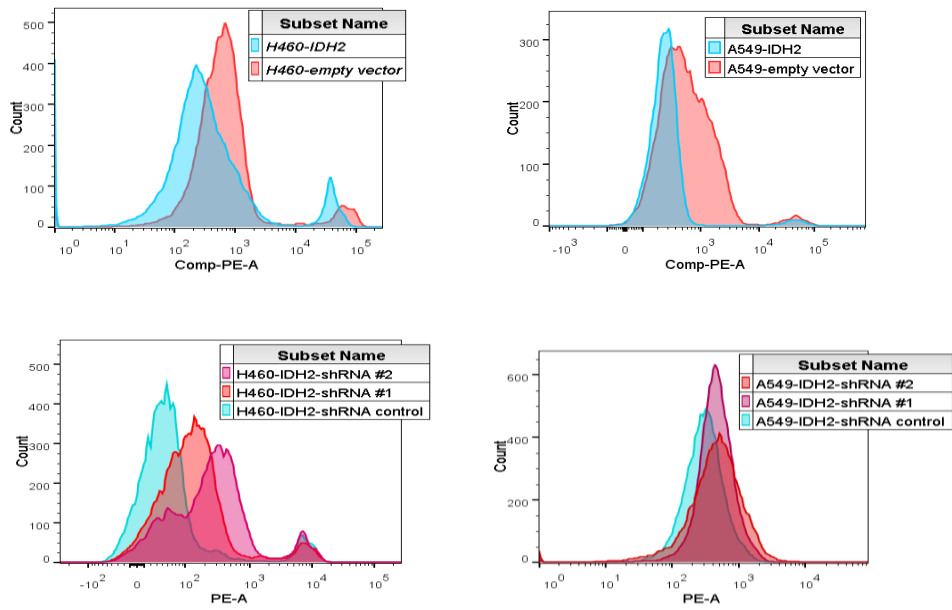 Subset Name
H460-IDH2
H460-empty vector
500
400
300
200
100
0
Count
10^0 10^1 10^2 10^3 10^4 10^5
Comp-PE-A
Subset Name
A549-IDH2
A549-empty vector
300
200
100
0
Count
-10^3 0 10^3 10^4 10^5
Comp-PE-A
Subset Name
H460-IDH2-shRNA #2
H460-IDH2-shRNA #1
H460-IDH2-shRNA control
500
400
300
200
100
0
Count
-10^2 0 10^3 10^4 10^5
PE-A
Subset Name
A549-IDH2-shRNA #2
A549-IDH2-shRNA #1
A549-IDH2-shRNA control
600
400
200
0
Count
10^0 10^1 10^2 10^3 10^4
PE-A